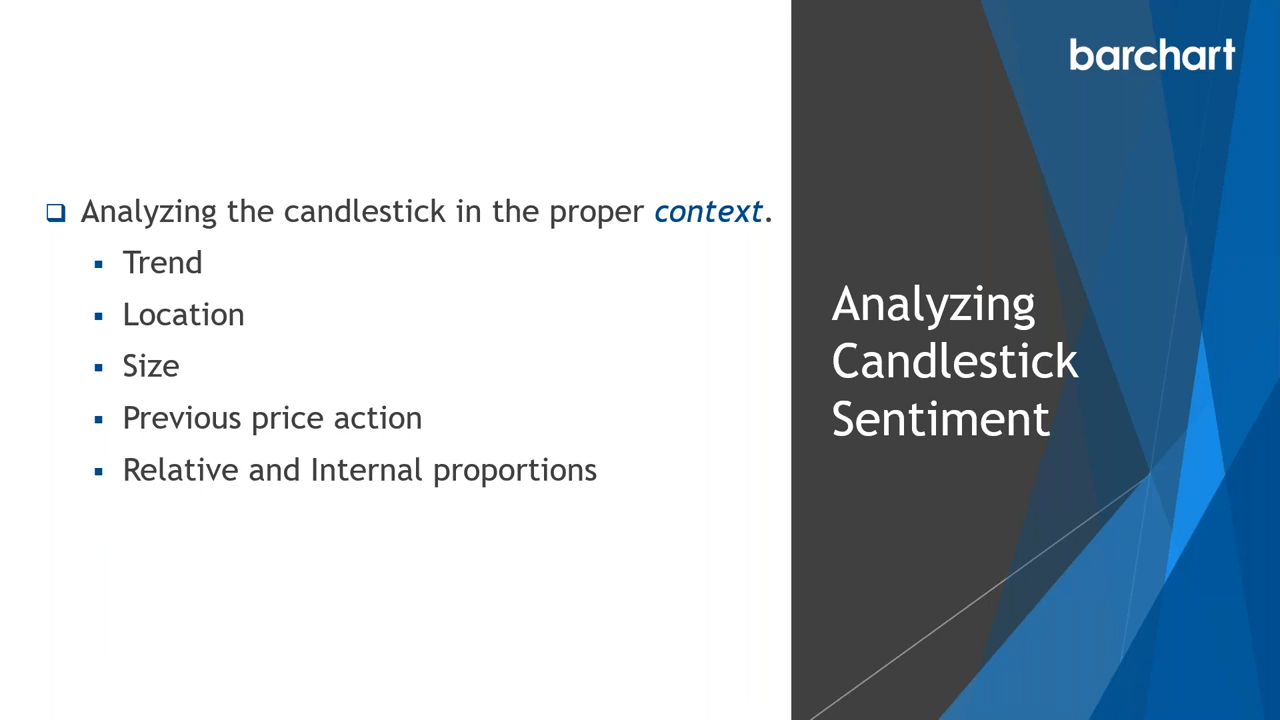 barchart
Analyzing the candlestick in the proper context.
Trend
Location
Size
Previous price action
Relative and Internal proportions
Analyzing
Candlestick
Sentiment